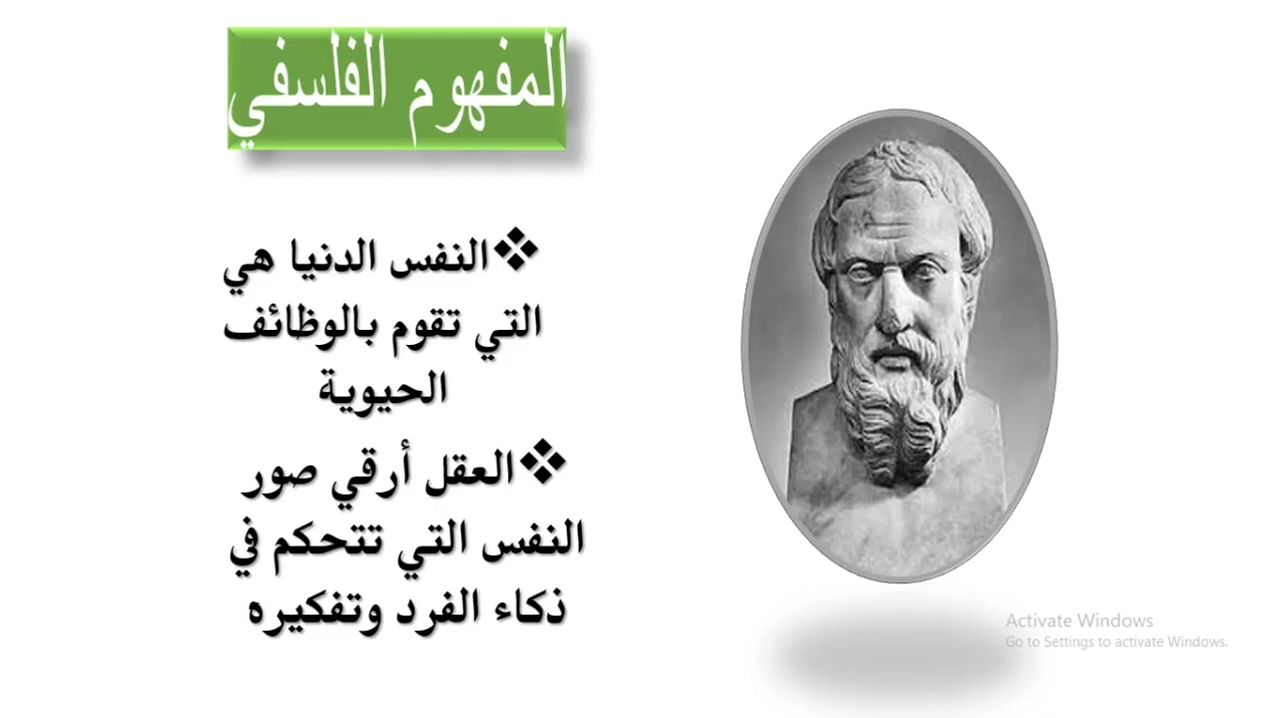 المفهوم الفلسفي
❖النفس الدنيا هي
التي تقوم بالوظائف
الحيوية
❖العقل أرقي صور
النفس التي تتحكم في
ذكاء الفرد وتفكيره
Activate Windows
Go to Settings to activate Windows.